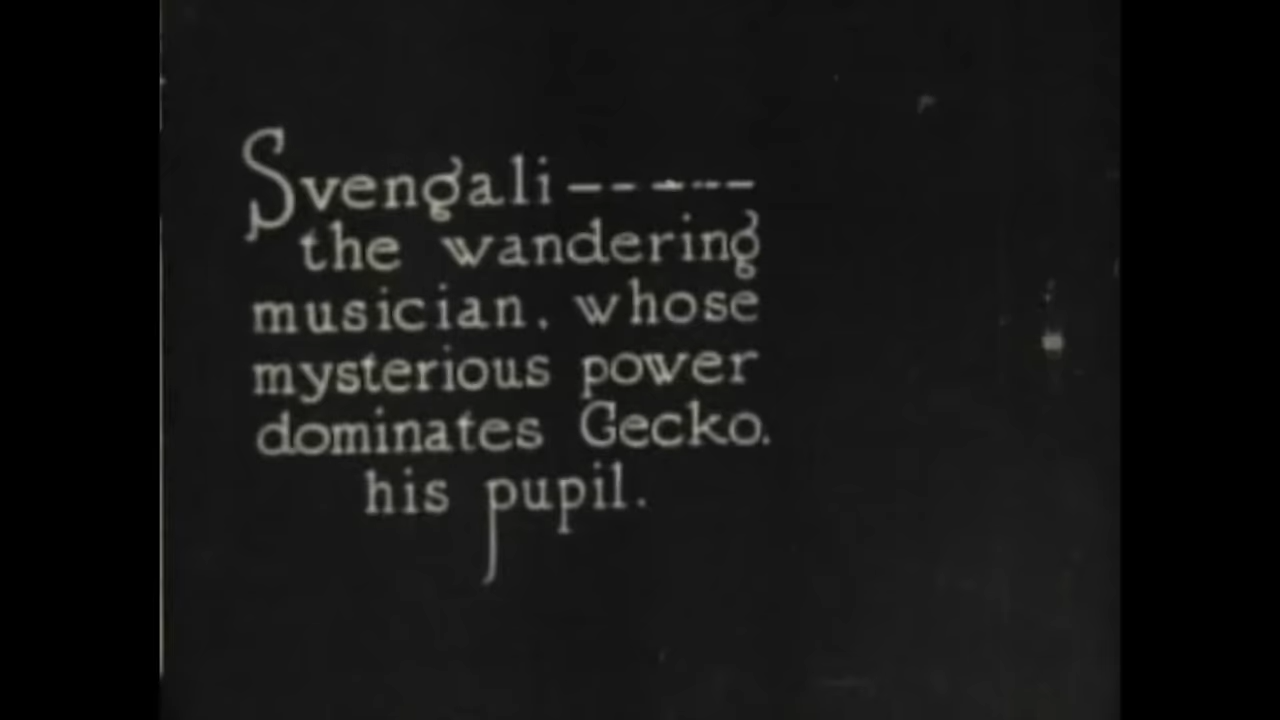 Svengali ------
the wandering
musician, whose
mysterious power
dominates Gecko,
his pupil.